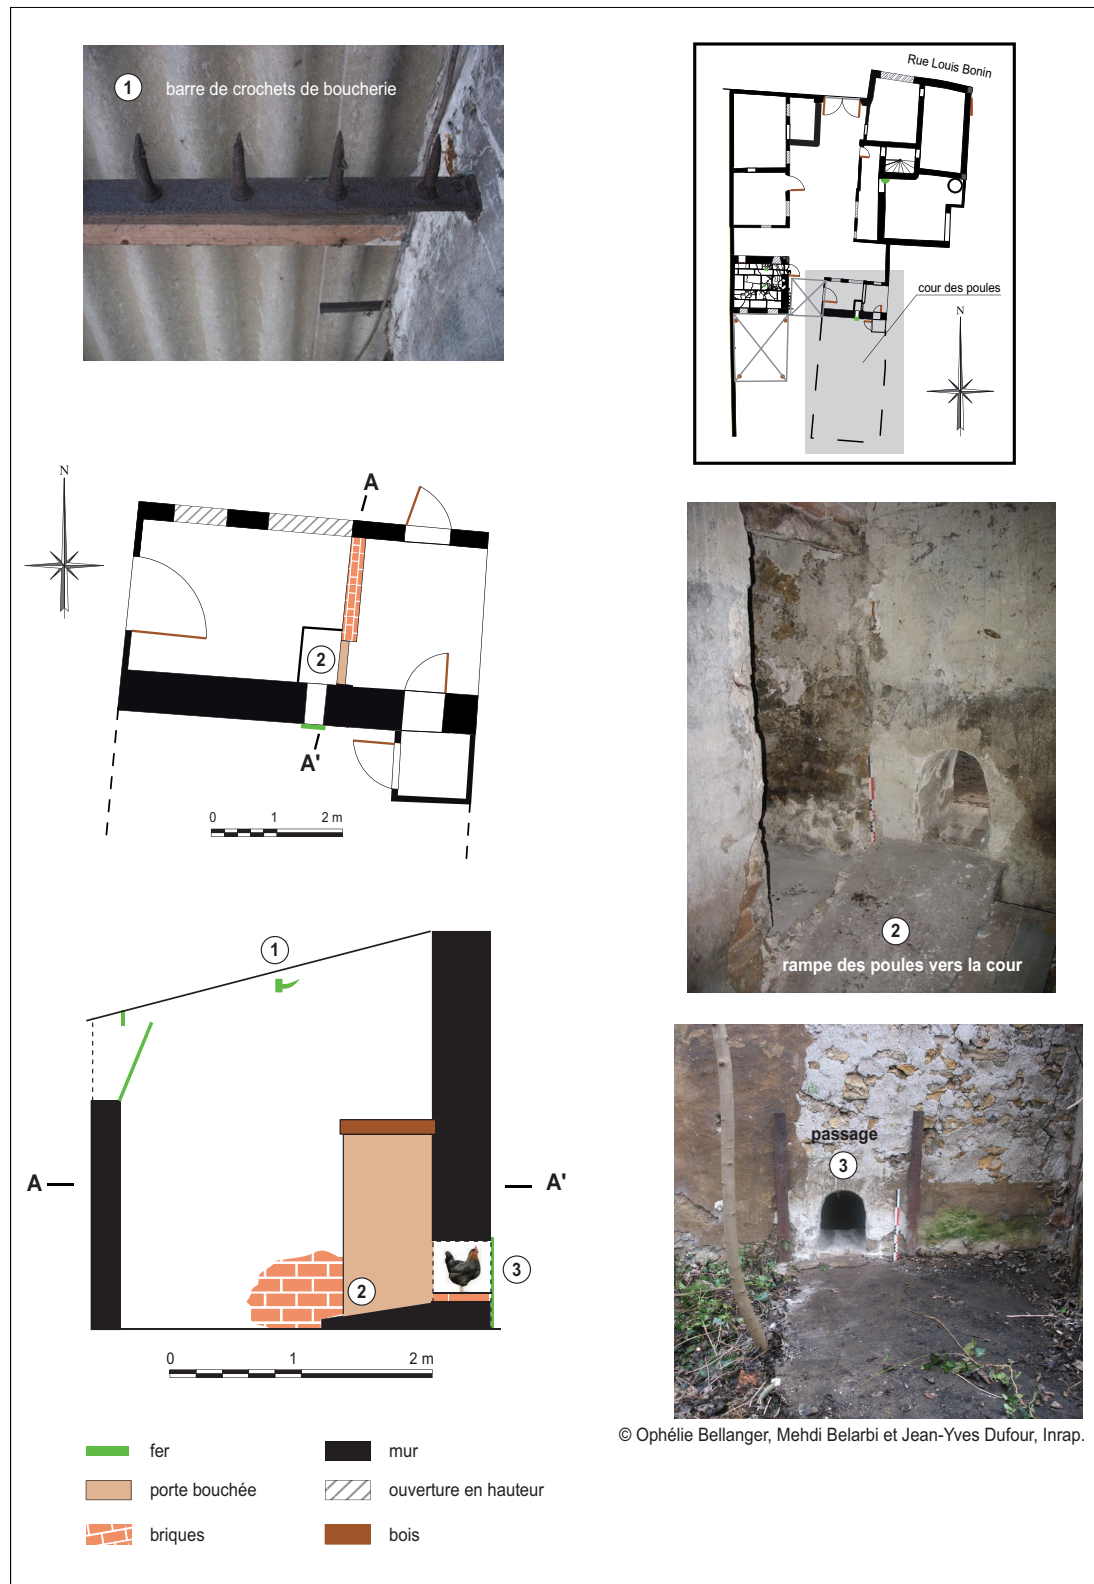 1 barre de crochets de boucherie
Rue Louis Bonin
cour des poules
N
N
A
2
A'
0 1 2 m
2
rampe des poules vers la cour
1
A
A'
3
2
0 1 2 m
passage
3
© Ophélie Bellanger, Mehdi Belarbi et Jean-Yves Dufour, Inrap.
fer
mur
porte bouchée
ouverture en hauteur
briques
bois